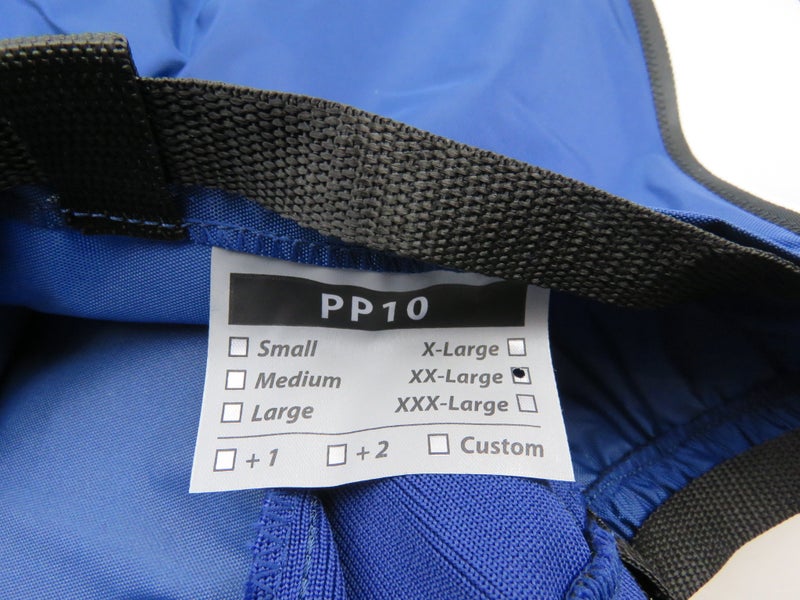 PP10
Small X-Large
Medium XX-Large
Large XXX-Large
+ 1 + 2 Custom